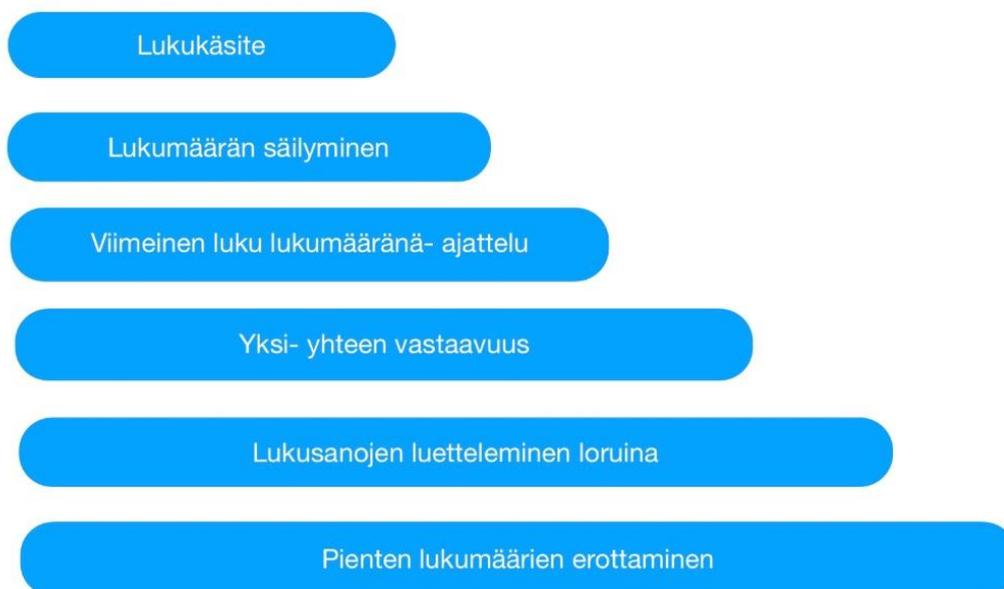 Lukukäsite
Lukumäärän säilyminen
Viimeinen luku lukumääränä- ajattelu
Yksi- yhteen vastaavuus
Lukusanojen luetteleminen loruina
Pienten lukumäärien erottaminen